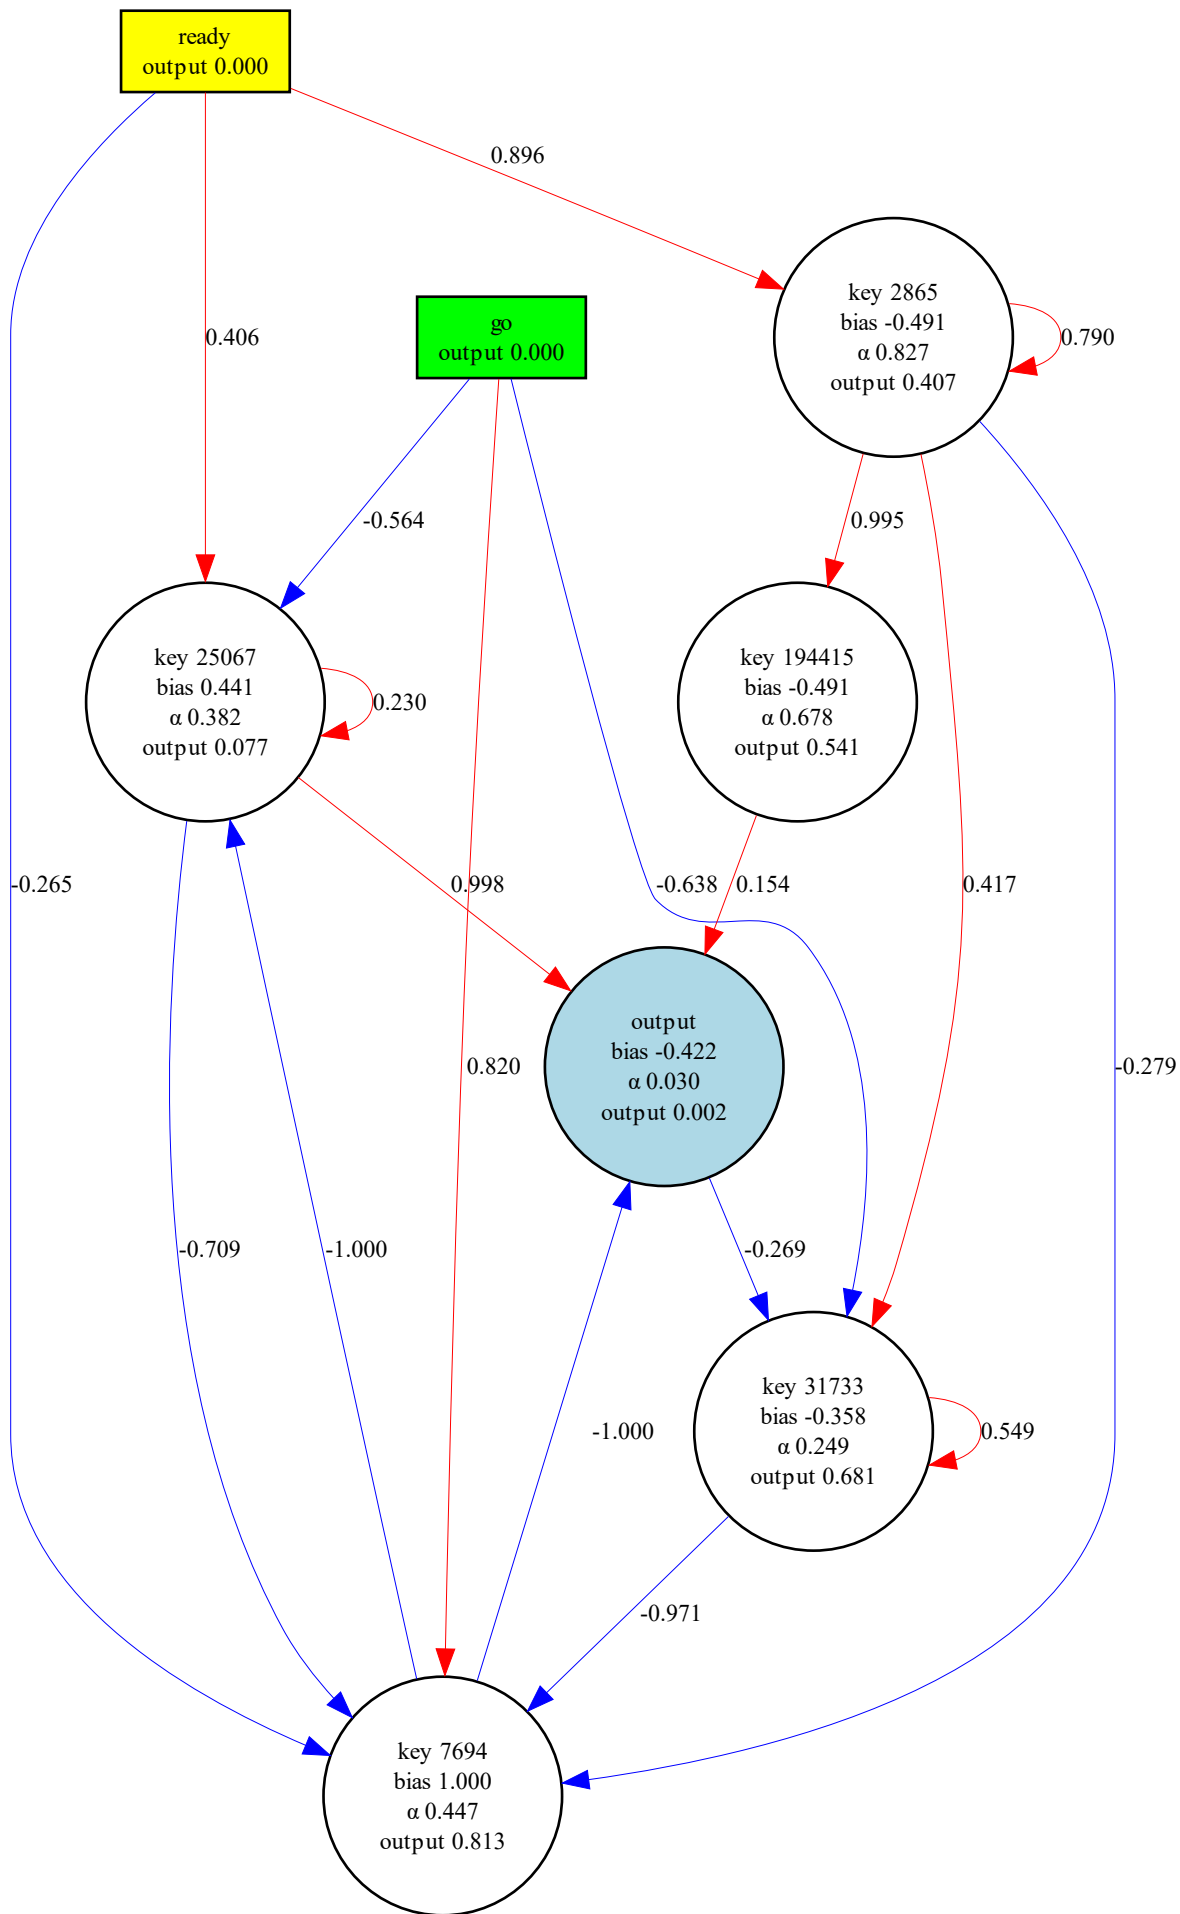 ready
output 0.000
0.896
key 2865
bias -0.491
α 0.827
output 0.407
0.790
go
output 0.000
0.406
-0.564
0.995
key 25067
bias 0.441
α 0.382
output 0.077
0.230
key 194415
bias -0.491
α 0.678
output 0.541
-0.265
0.998
-0.638
0.154
0.417
output
bias -0.422
α 0.030
output 0.002
0.820
-0.279
-0.709
-1.000
-0.269
key 31733
bias -0.358
α 0.249
output 0.681
0.549
-1.000
-0.971
key 7694
bias 1.000
α 0.447
output 0.813